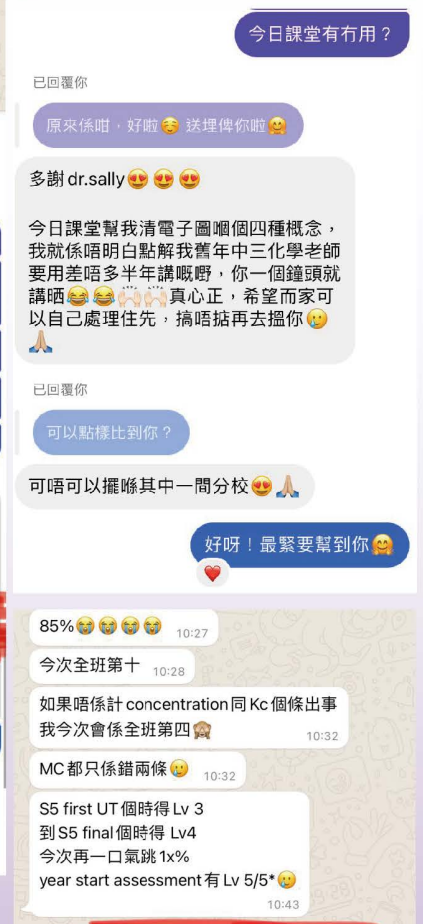 今日課堂有冇用？
已回覆你
原來係咁，好啦☺️ 送埋俾你啦🤗
多謝 dr.sally😍😍😍
今日課堂幫我清電子圖嗰個四種概念，
我就係唔明白點解我舊年中三化學老師
要用差唔多半年講嘅嘢，你一個鐘頭就
講晒😂😂🙌🏻🙌🏻真心正，希望而家可
以自己處理住先，搞唔掂再去搵你🥲
🙏🏼
已回覆你
可以點樣比到你？
可唔可以擺喺其中一間分校😍🙏🏼
好呀！最緊要幫到你🤗
❤️
85%😭😭😭😭 10:27
今次全班第十 10:28
如果唔係計 concentration 同 Kc 個條出事
我今次會係全班第四🙈 10:32
MC 都只係錯兩條🥲 10:32
S5 first UT 個時得 Lv 3
到 S5 final 個時得 Lv4
今次再一口氣跳 1x%
year start assessment 有 Lv 5/5*🥲
10:43